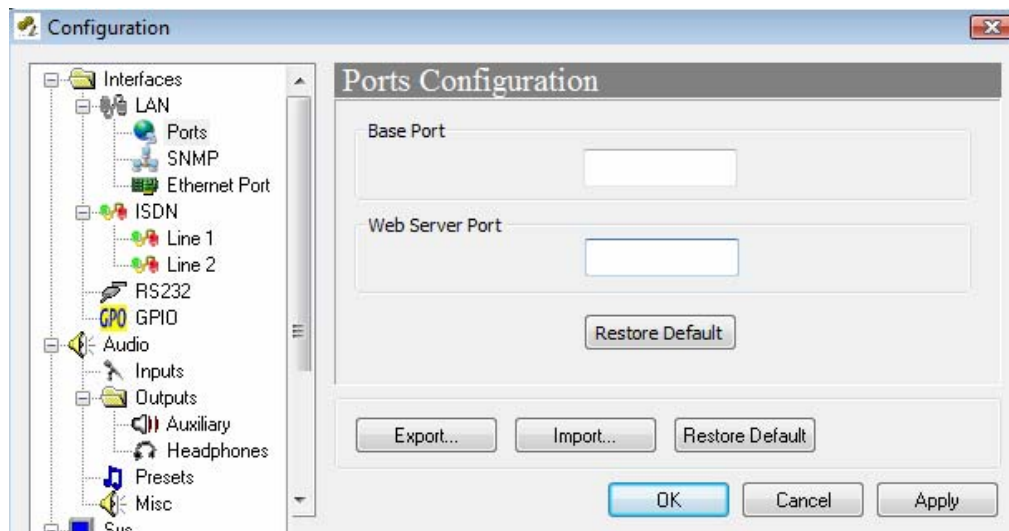 Configuration
Interfaces
LAN
Ports
SNMP
Ethernet Port
ISDN
Line 1
Line 2
RS232
GPO GPIO
Audio
Inputs
Outputs
Auxiliary
Headphones
Presets
Misc
Sys
Ports Configuration
Base Port
Web Server Port
Restore Default
Export... Import... Restore Default
OK Cancel Apply